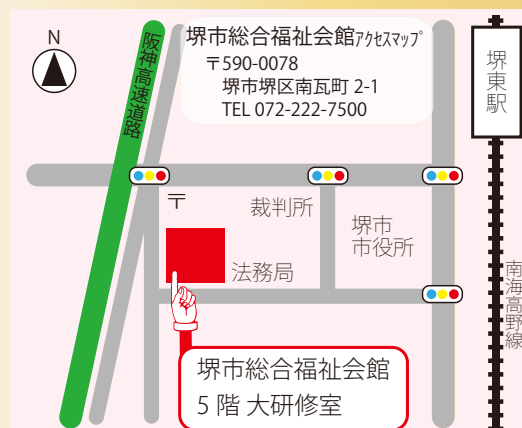 N
阪神高速道路
堺市総合福祉会館アクセスマップ
〒590-0078
堺市堺区南瓦町 2-1
TEL 072-222-7500
堺東駅
〒
裁判所
堺市
市役所
法務局
南海高野線
堺市総合福祉会館
5 階 大研修室